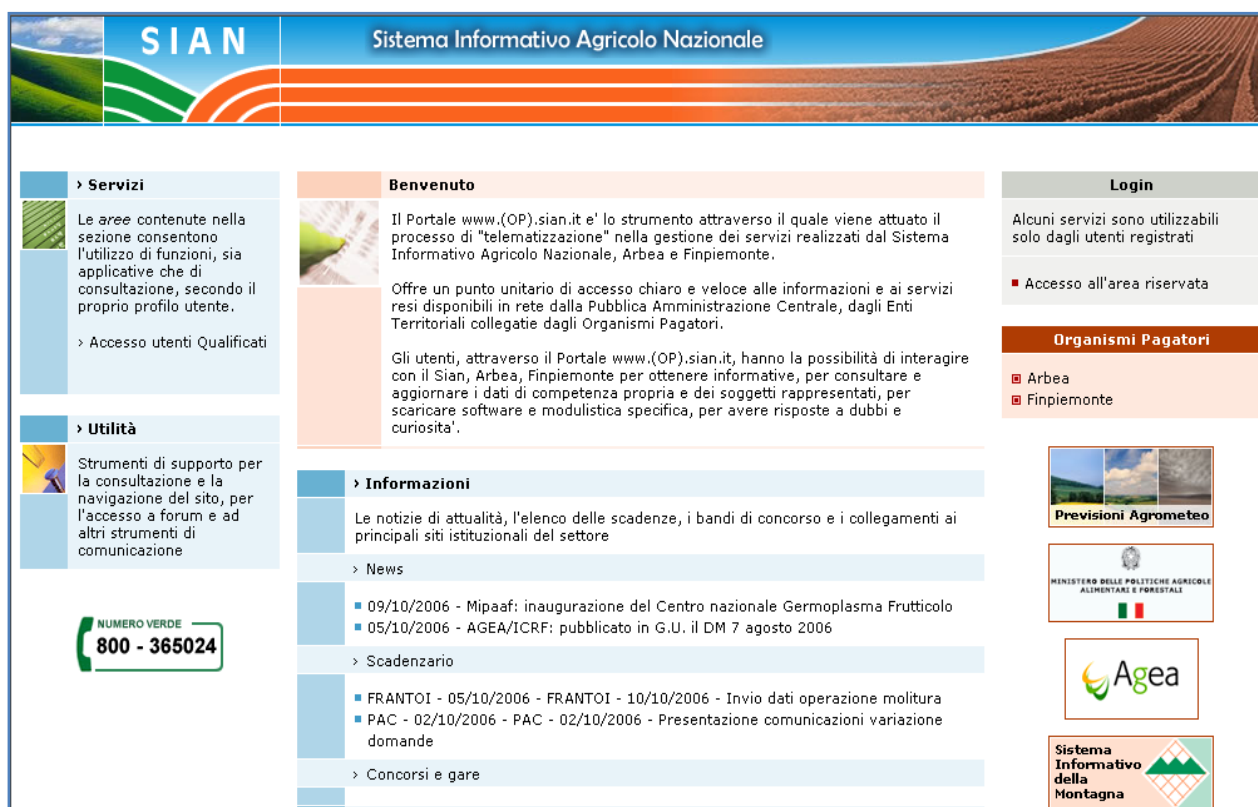 SIAN
Sistema Informativo Agricolo Nazionale
› Servizi
Le aree contenute nella
sezione consentono
l'utilizzo di funzioni, sia
applicative che di
consultazione, secondo il
proprio profilo utente.
› Accesso utenti Qualificati
› Utilità
Strumenti di supporto per
la consultazione e la
navigazione del sito, per
l'accesso a forum e ad
altri strumenti di
comunicazione
NUMERO VERDE
800 - 365024
Benvenuto
Il Portale www.(OP).sian.it e' lo strumento attraverso il quale viene attuato il
processo di "telematizzazione" nella gestione dei servizi realizzati dal Sistema
Informativo Agricolo Nazionale, Arbea e Finpiemonte.
Offre un punto unitario di accesso chiaro e veloce alle informazioni e ai servizi
resi disponibili in rete dalla Pubblica Amministrazione Centrale, dagli Enti
Territoriali collegatie dagli Organismi Pagatori.
Gli utenti, attraverso il Portale www.(OP).sian.it, hanno la possibilità di interagire
con il Sian, Arbea, Finpiemonte per ottenere informative, per consultare e
aggiornare i dati di competenza propria e dei soggetti rappresentati, per
scaricare software e modulistica specifica, per avere risposte a dubbi e
curiosita'.
› Informazioni
Le notizie di attualità, l'elenco delle scadenze, i bandi di concorso e i collegamenti ai
principali siti istituzionali del settore
› News
09/10/2006 - Mipaaf: inaugurazione del Centro nazionale Germoplasma Frutticolo
05/10/2006 - AGEA/ICRF: pubblicato in G.U. il DM 7 agosto 2006
› Scadenzario
FRANTOI - 05/10/2006 - FRANTOI - 10/10/2006 - Invio dati operazione molitura
PAC - 02/10/2006 - PAC - 02/10/2006 - Presentazione comunicazioni variazione
domande
› Concorsi e gare
Login
Alcuni servizi sono utilizzabili
solo dagli utenti registrati
Accesso all'area riservata
Organismi Pagatori
Arbea
Finpiemonte
Previsioni Agrometeo
MINISTERO DELLE POLITICHE AGRICOLE
ALIMENTARI E FORESTALI
Agea
Sistema
Informativo
della
Montagna